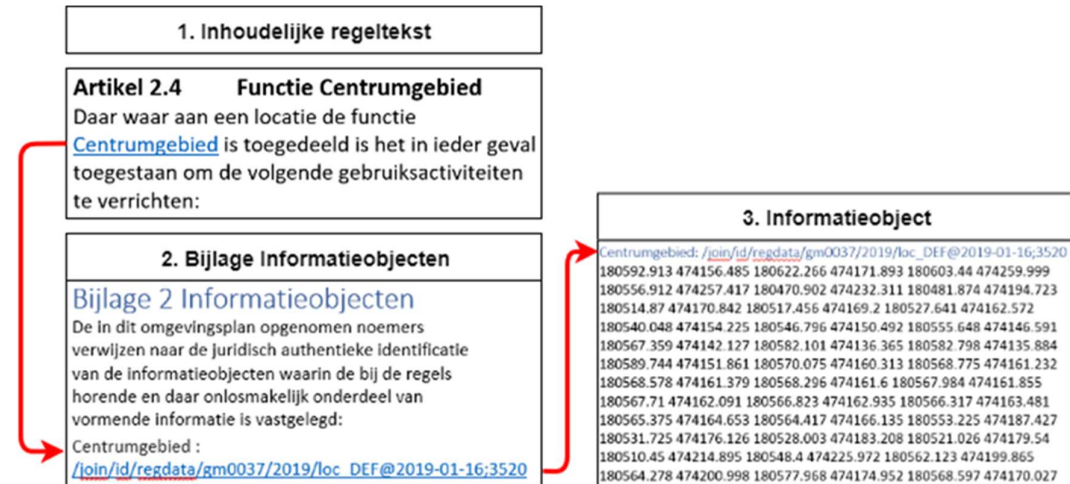 1. Inhoudelijke regeltekst
Artikel 2.4 Functie Centrumgebied
Daar waar aan een locatie de functie
Centrumgebied is toegedeeld is het in ieder geval
toegestaan om de volgende gebruiksactiviteiten
te verrichten:
2. Bijlage Informatieobjecten
Bijlage 2 Informatieobjecten
De in dit omgevingsplan opgenomen noemers
verwijzen naar de juridisch authentieke identificatie
van de informatieobjecten waarin de bij de regels
horende en daar onlosmakelijk onderdeel van
vormende informatie is vastgelegd:
Centrumgebied :
/join/id/regdata/gm0037/2019/loc_DEF@2019-01-16;3520
3. Informatieobject
Centrumgebied: /join/id/regdata/gm0037/2019/loc_DEF@2019-01-16;3520
180592.913 474156.485 180622.266 474171.893 180603.44 474259.999
180556.912 474257.417 180470.902 474232.311 180481.874 474194.723
180514.87 474170.842 180517.456 474169.2 180527.641 474162.572
180540.048 474154.225 180546.796 474150.492 180555.648 474146.591
180567.359 474142.127 180582.101 474136.365 180582.798 474135.884
180589.744 474151.861 180570.075 474160.313 180568.775 474161.232
180568.578 474161.379 180568.296 474161.6 180567.984 474161.855
180567.71 474162.091 180566.823 474162.935 180566.317 474163.481
180565.375 474164.653 180564.417 474166.135 180553.225 474187.427
180531.725 474176.126 180528.003 474183.208 180521.026 474179.54
180510.45 474214.895 180548.4 474225.972 180562.123 474199.865
180564.278 474200.998 180577.968 474174.952 180568.597 474170.027